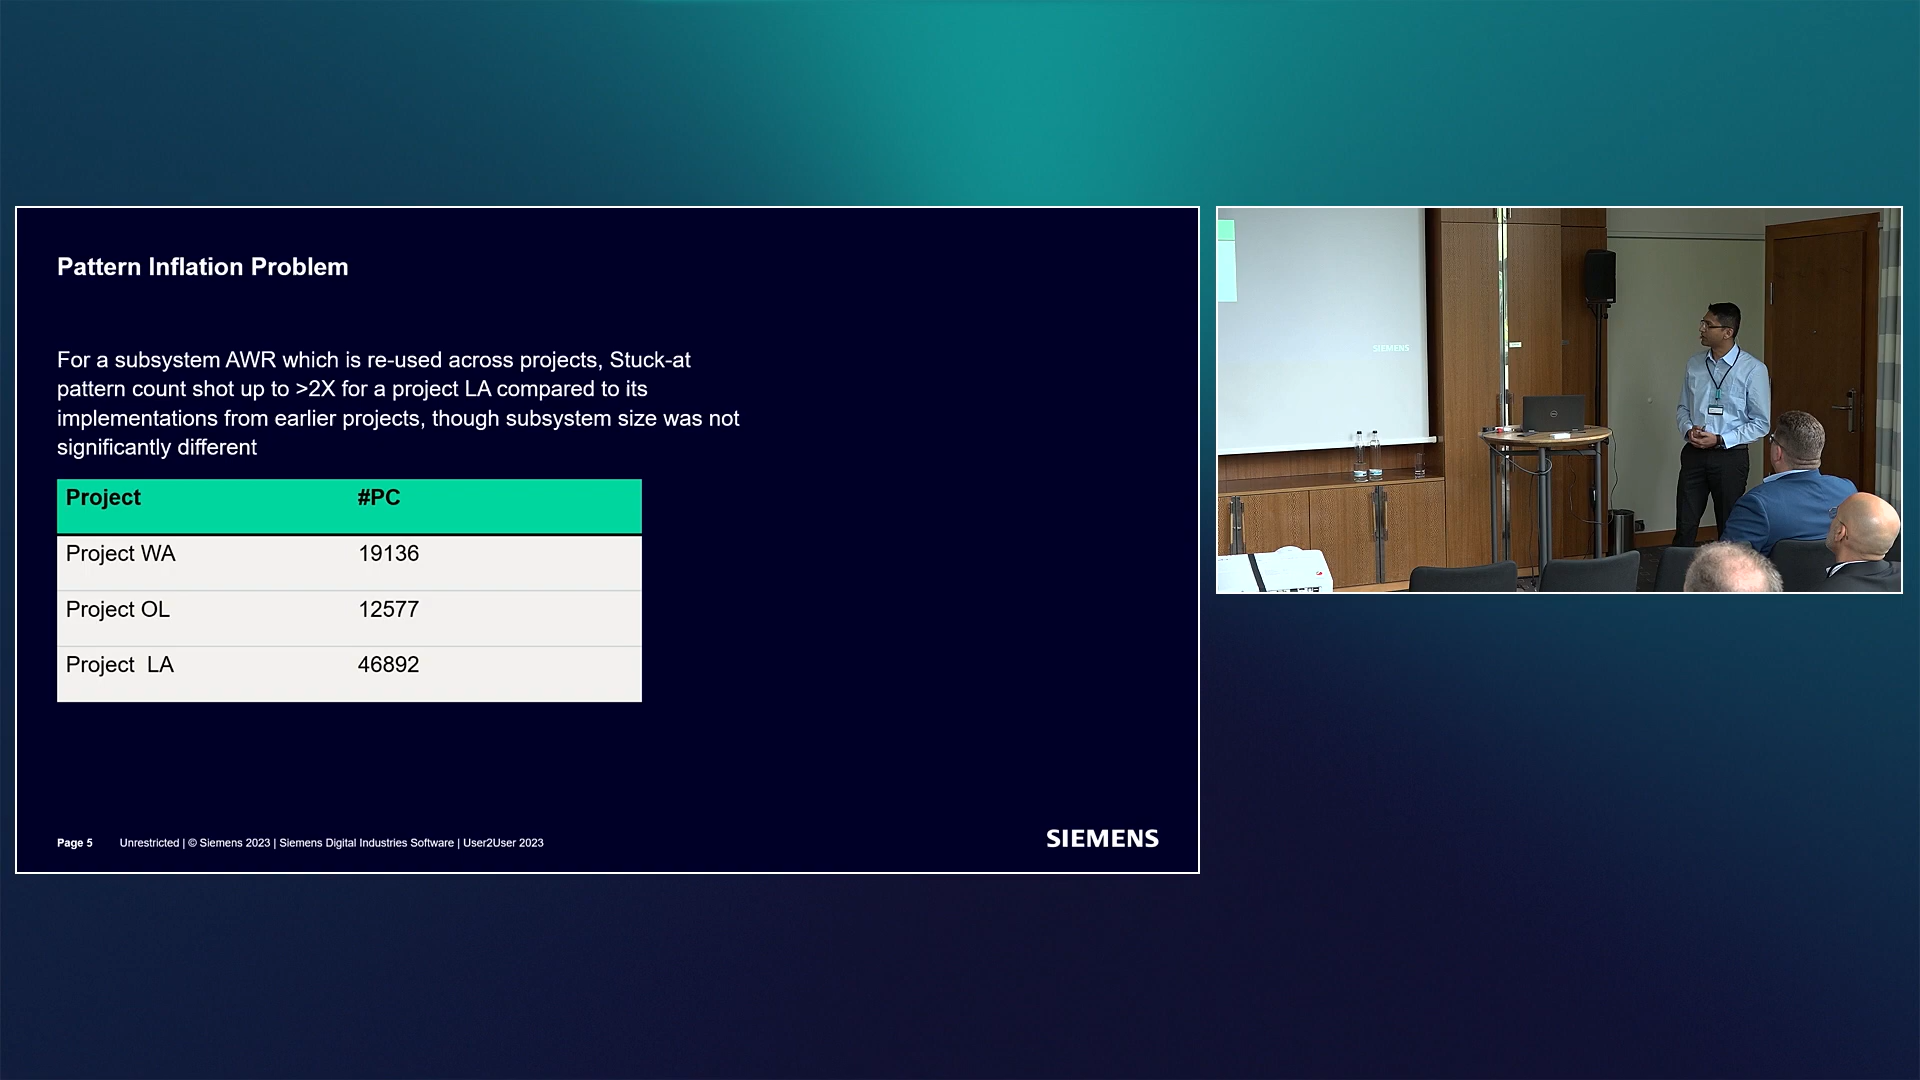 Pattern Inflation Problem
For a subsystem AWR which is re-used across projects, Stuck-at
pattern count shot up to >2X for a project LA compared to its
implementations from earlier projects, though subsystem size was not
significantly different
Project #PC
Project WA 19136
Project OL 12577
Project LA 46892
Page 5 Unrestricted | © Siemens 2023 | Siemens Digital Industries Software | User2User 2023
SIEMENS
SIEMENS